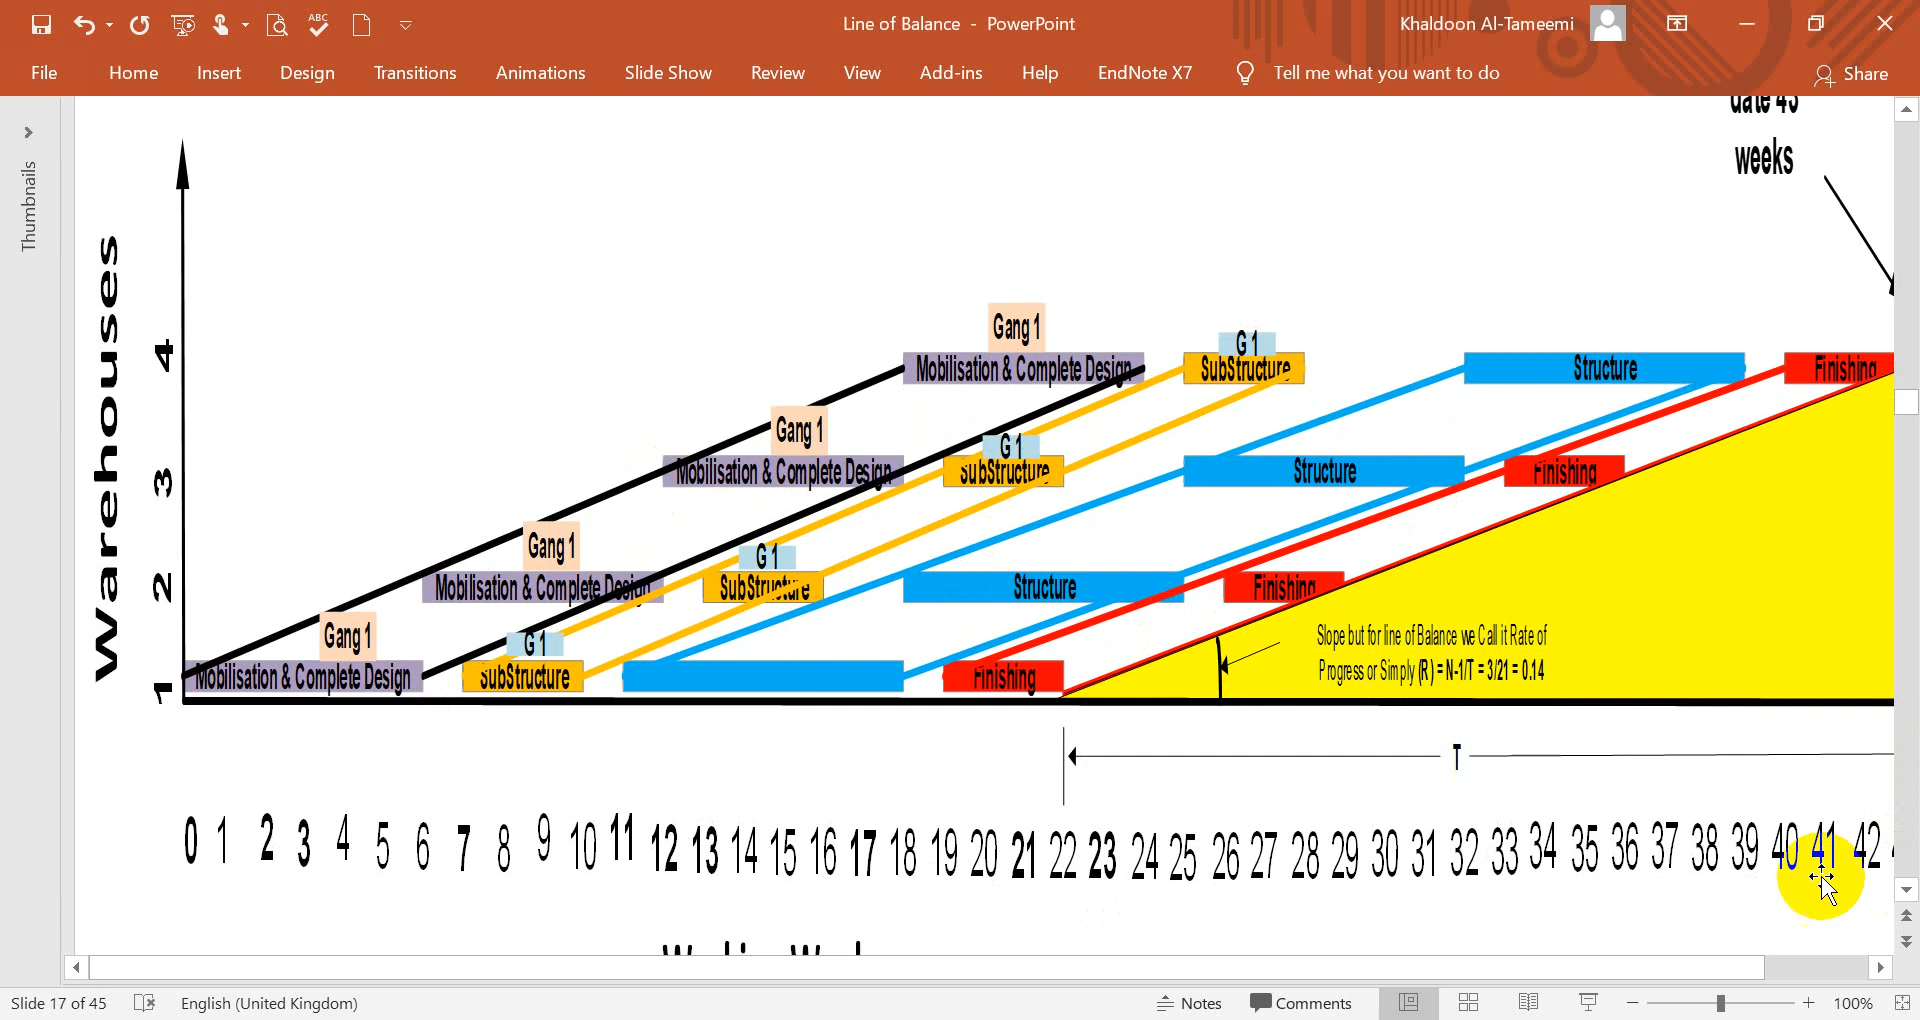 ABC
Line of Balance - PowerPoint
Khaldoon Al-Tameemi
File Home Insert Design Transitions Animations Slide Show Review View Add-ins Help EndNote X7 Tell me what you want to do Share
Thumbnails
date 43
weeks
Warehouses
4
3
2
1
Gang 1
G 1
Mobilisation & Complete Design
SubStructure
Structure
Finishing
Gang 1
G 1
Mobilisation & Complete Design
SubStructure
Structure
Finishing
Gang 1
G 1
Mobilisation & Complete Design
SubStructure
Structure
Finishing
Gang 1
G 1
Mobilisation & Complete Design
SubStructure
Finishing
Slope but for line of Balance we Call it Rate of
Progress or Simply (R) = N-1/T = 3/21 = 0.14
T
0 1 2 3 4 5 6 7 8 9 10 11 12 13 14 15 16 17 18 19 20 21 22 23 24 25 26 27 28 29 30 31 32 33 34 35 36 37 38 39 40 41 42
Slide 17 of 45
English (United Kingdom)
Notes
Comments
100%